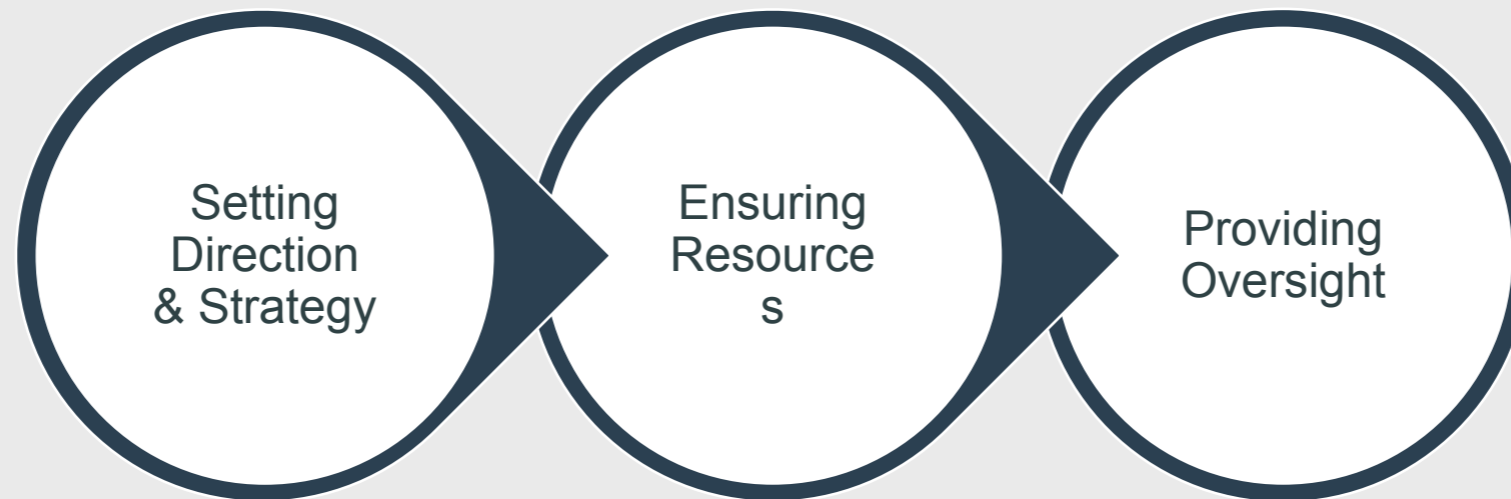 Setting
Direction
& Strategy
Ensuring
Resource
s
Providing
Oversight